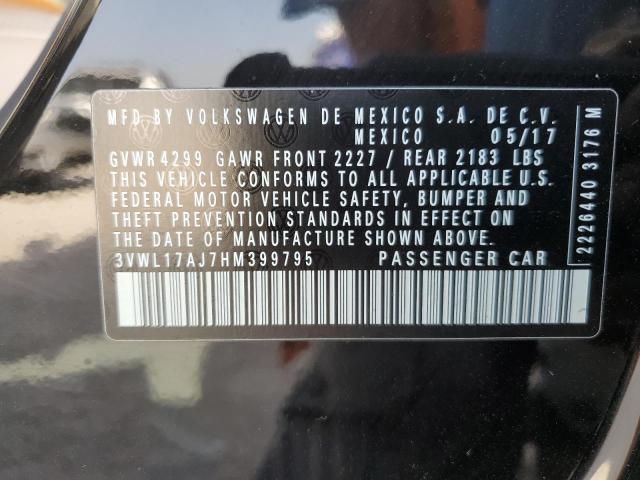 MFD BY VOLKSWAGEN DE MEXICO S.A. DE C.V.
MEXICO 05/17
GVWR 4299 GAWR FRONT 2227 / REAR 2183 LBS
THIS VEHICLE CONFORMS TO ALL APPLICABLE U.S.
FEDERAL MOTOR VEHICLE SAFETY, BUMPER AND
THEFT PREVENTION STANDARDS IN EFFECT ON
THE DATE OF MANUFACTURE SHOWN ABOVE.
3VWL17AJ7HM399795 PASSENGER CAR
2226440 3176 M